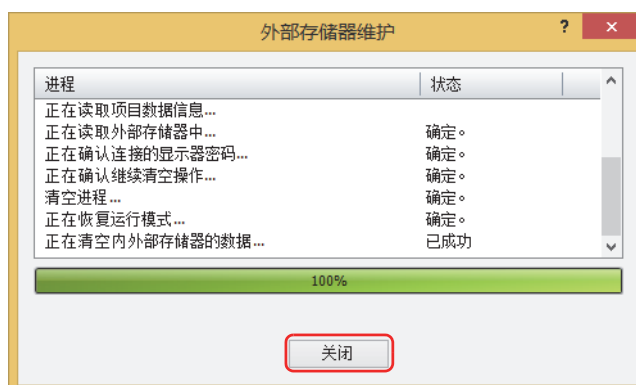 外部存储器维护 ? ×
进程 状态
正在读取项目数据信息...
正在读取外部存储器中... 确定。
正在确认连接的显示器密码... 确定。
正在确认继续清空操作... 确定。
清空进程... 确定。
正在恢复运行模式... 确定。
正在清空内外部存储器的数据... 已成功
100%
关闭